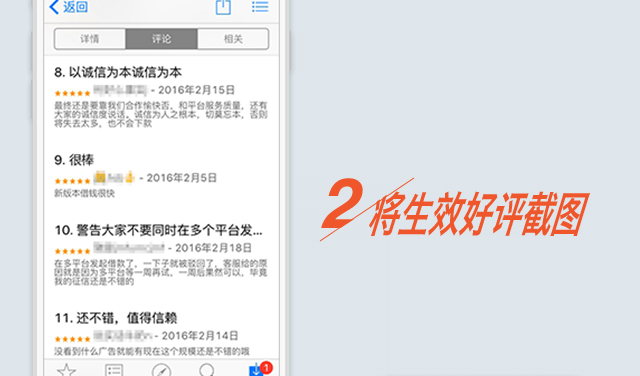 返回
详情 评论 相关
8. 以诚信为本诚信为本
- 2016年2月15日
最终还是要靠我们合作愉快否，和平台服务质量，还有
大家的诚信度说话，诚信为人之根本，切莫忘本，否则
将失去太多，也不会下款
9. 很棒
- 2016年2月5日
新版本借钱很快
10. 警告大家不要同时在多个平台发...
- 2016年2月18日
在多平台发起借款了，一下子就被驳回了，客服给的原
因就是因为多平台等一周再试，一周后果然可以，毕竟
我的征信还是不错的
11. 还不错，值得信赖
- 2016年2月14日
没看到什么广告就能有现在这个规模还是不错的哦
1
2 将生效好评截图